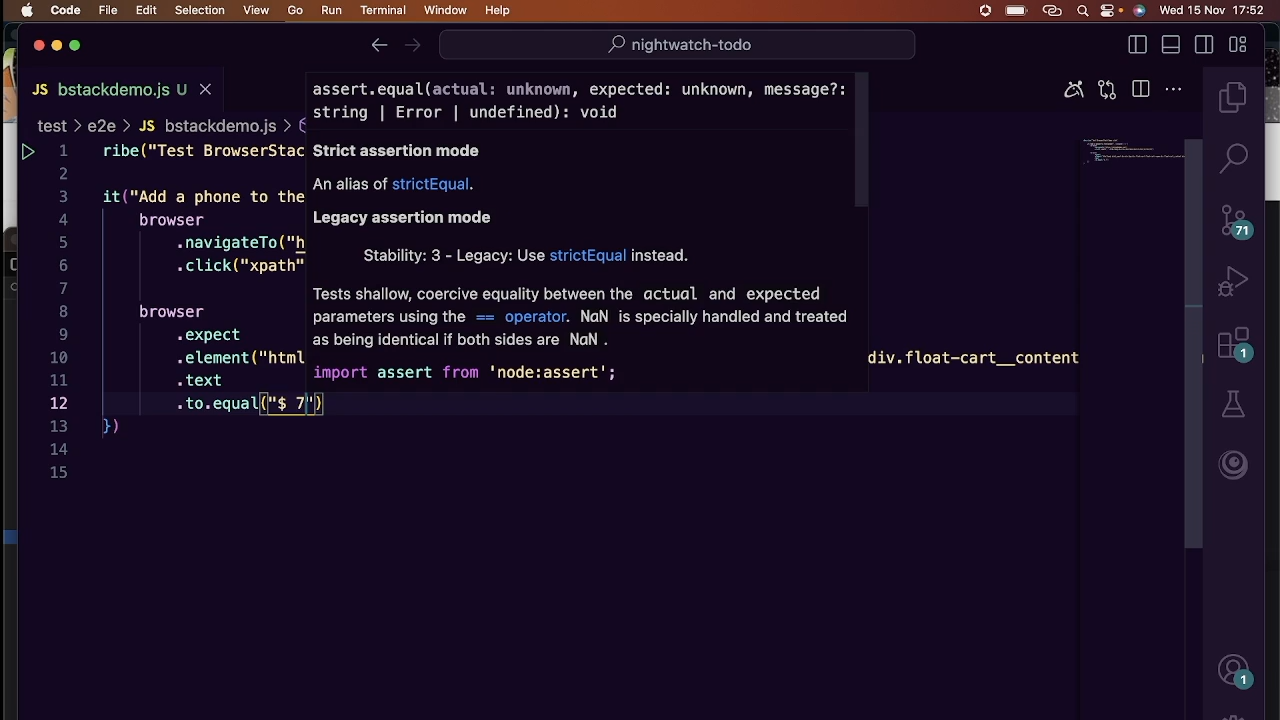 Code File Edit Selection View Go Run Terminal Window Help Wed 15 Nov 17:52
nightwatch-todo
JS bstackdemo.js U
test > e2e > JS bstackdemo.js >
assert.equal(actual: unknown, expected: unknown, message?:
string | Error | undefined): void
Strict assertion mode
An alias of strictEqual.
Legacy assertion mode
Stability: 3 - Legacy: Use strictEqual instead.
Tests shallow, coercive equality between the actual and expected
parameters using the == operator. NaN is specially handled and treated
as being identical if both sides are NaN .
import assert from 'node:assert';
1 ribe("Test BrowserStac
2
3 it("Add a phone to the
4 browser
5 .navigateTo("h
6 .click("xpath"
7
8 browser
9 .expect
10 .element("html div.float-cart__content
11 .text
12 .to.equal("$ 7")
13 })
14
15
71
1
1